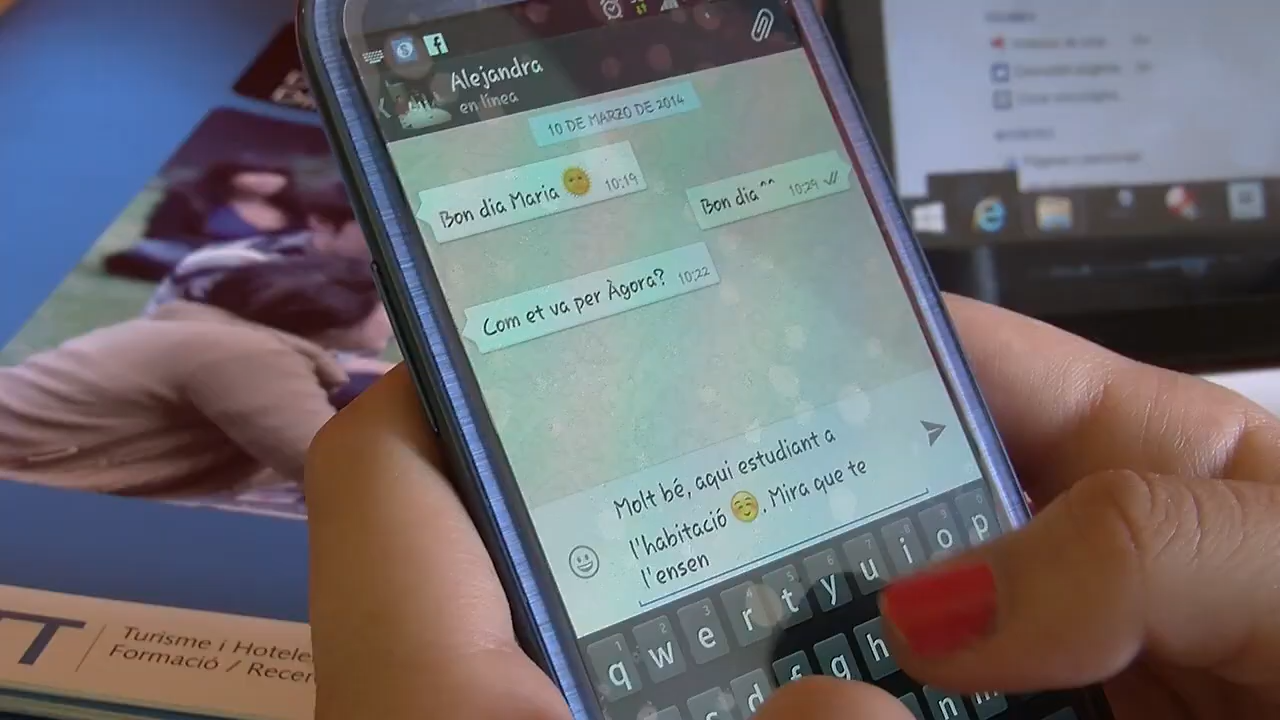 Alejandra
en línea
10 DE MARZO DE 2014
Bon dia Maria 10:19
Bon dia^^ 10:29
Com et va per Àgora? 10:22
Molt bé, aqui estudiant a
l'habitació . Mira que te
l'ensen
q w e r t y u i o p
d f g h
n m
TT
Turisme i Hotele
Formació / Recer